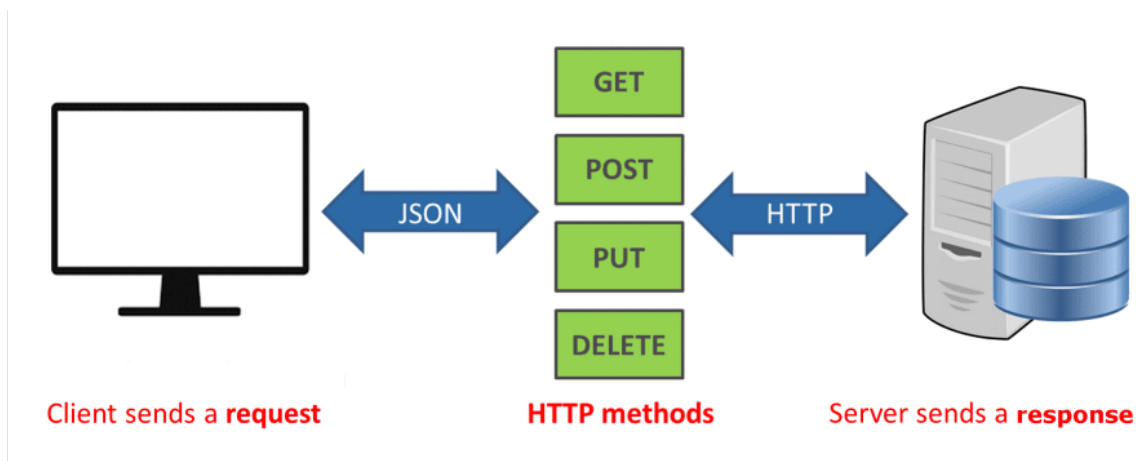 GET
POST
JSON
HTTP
PUT
DELETE
Client sends a request
HTTP methods
Server sends a response